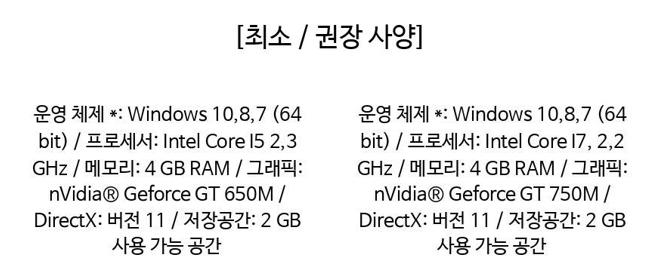 [최소 / 권장 사양]
운영 체제 *: Windows 10,8,7 (64
bit) / 프로세서: Intel Core I5 2,3
GHz / 메모리: 4 GB RAM / 그래픽:
nVidia® Geforce GT 650M /
DirectX: 버전 11 / 저장공간: 2 GB
사용 가능 공간
운영 체제 *: Windows 10,8,7 (64
bit) / 프로세서: Intel Core I7, 2,2
GHz / 메모리: 4 GB RAM / 그래픽:
nVidia® Geforce GT 750M /
DirectX: 버전 11 / 저장공간: 2 GB
사용 가능 공간